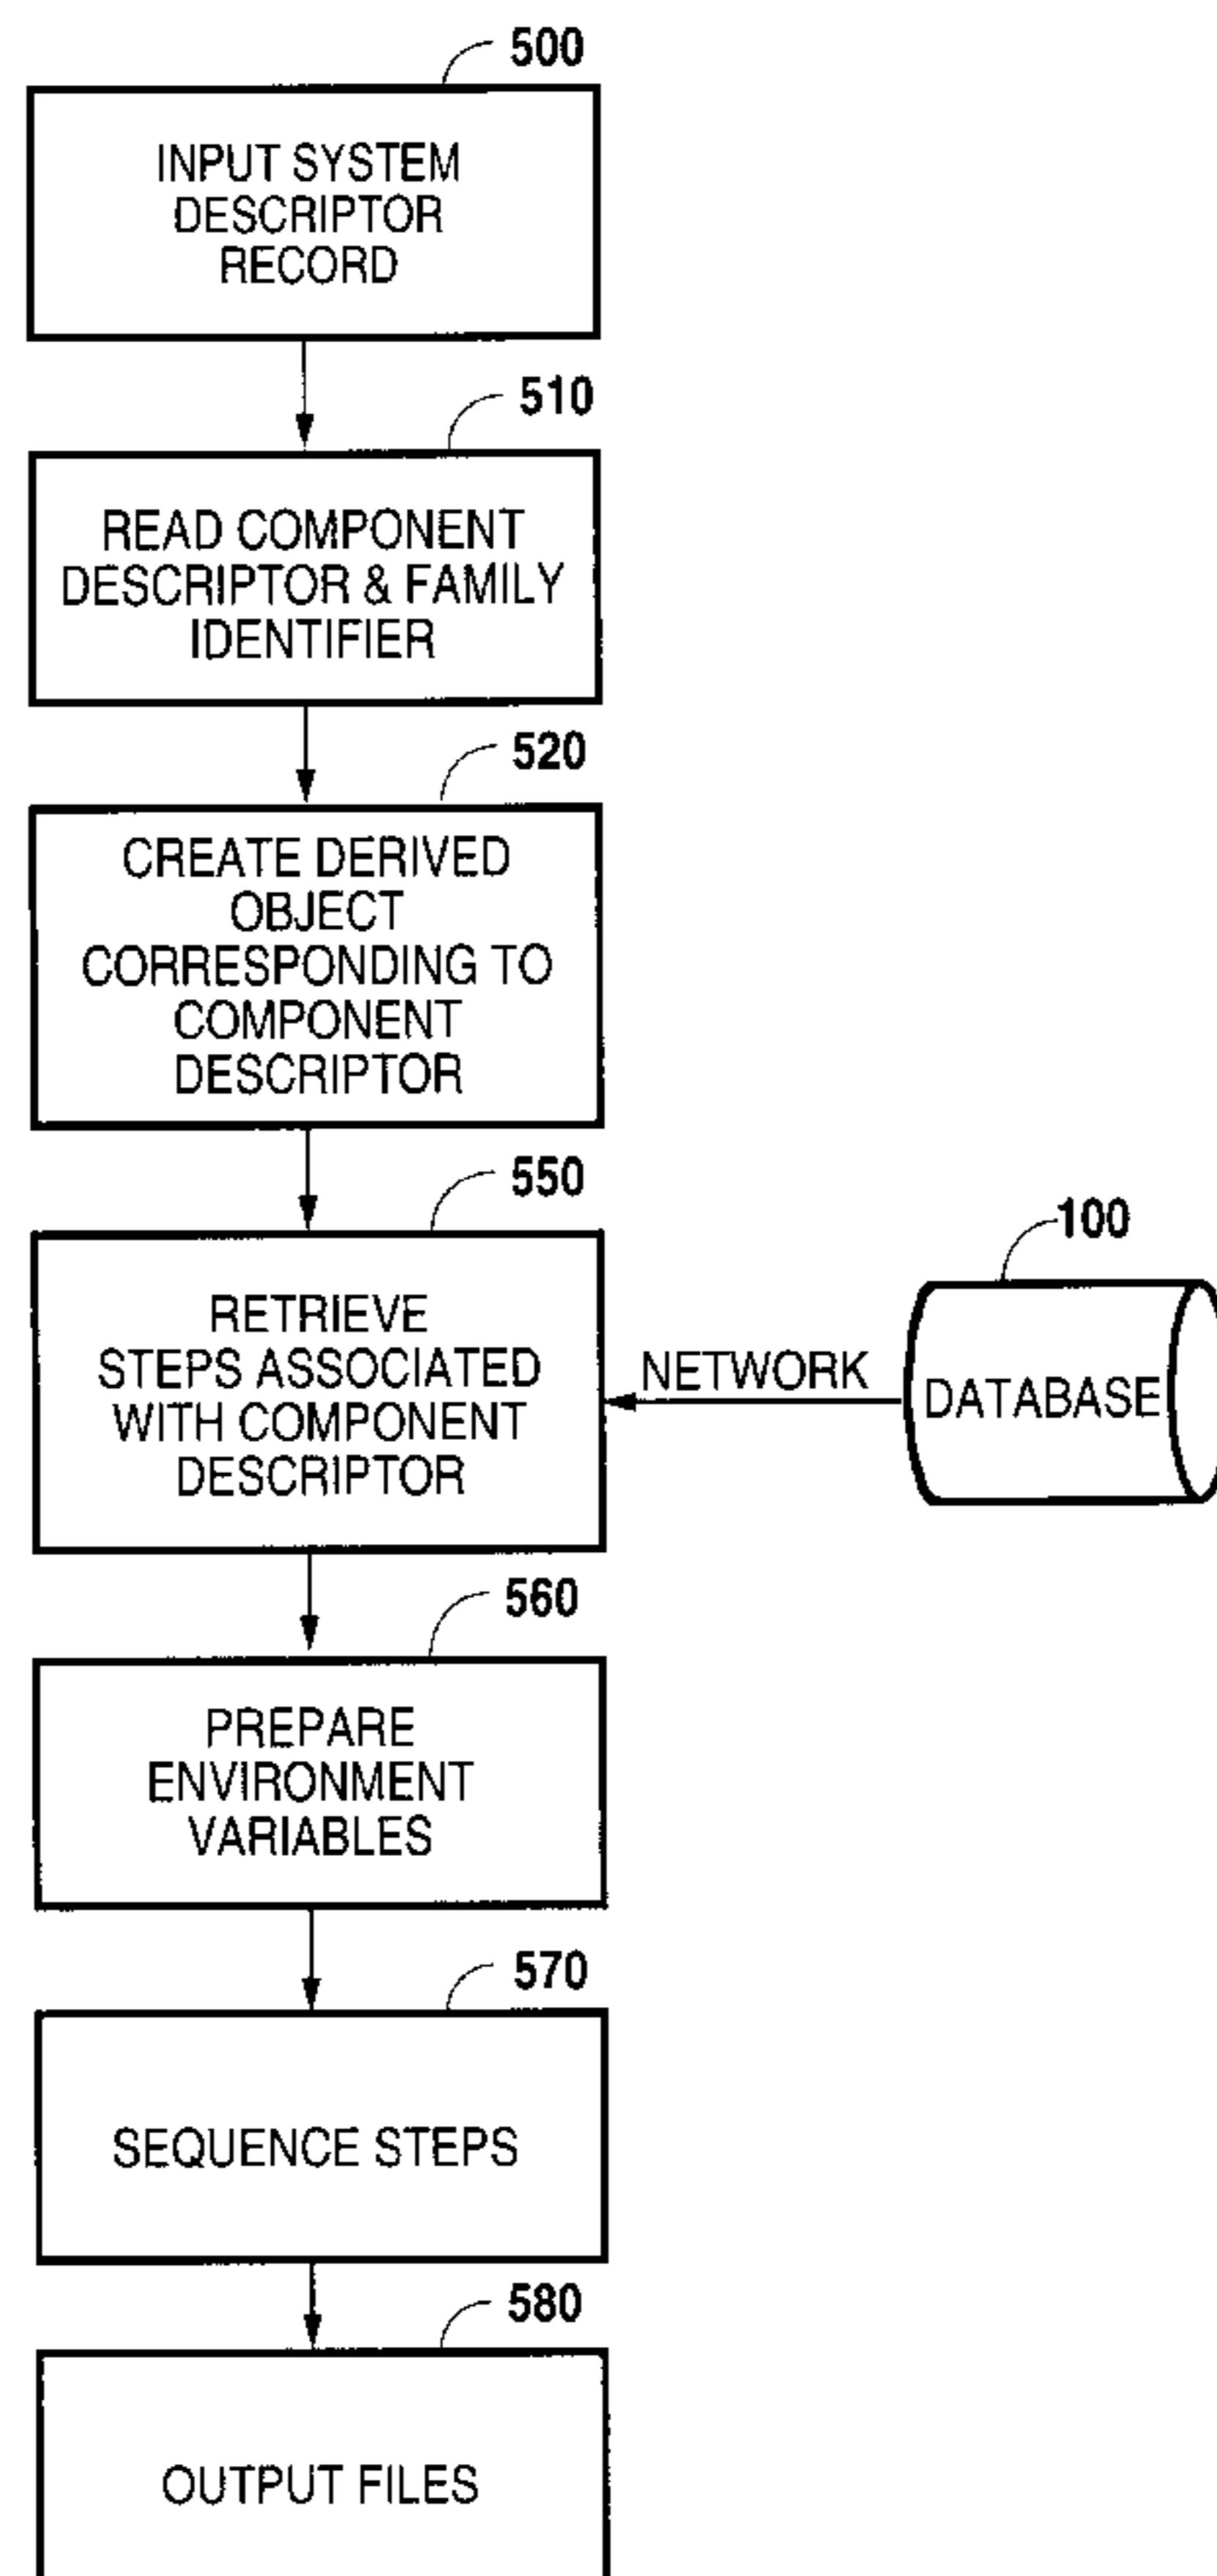 500
INPUT SYSTEM
DESCRIPTOR
RECORD
510
READ COMPONENT
DESCRIPTOR & FAMILY
IDENTIFIER
520
CREATE DERIVED
OBJECT
CORRESPONDING TO
COMPONENT
DESCRIPTOR
550
RETRIEVE
STEPS ASSOCIATED
WITH COMPONENT
DESCRIPTOR
NETWORK
100
DATABASE
560
PREPARE
ENVIRONMENT
VARIABLES
570
SEQUENCE STEPS
580
OUTPUT FILES